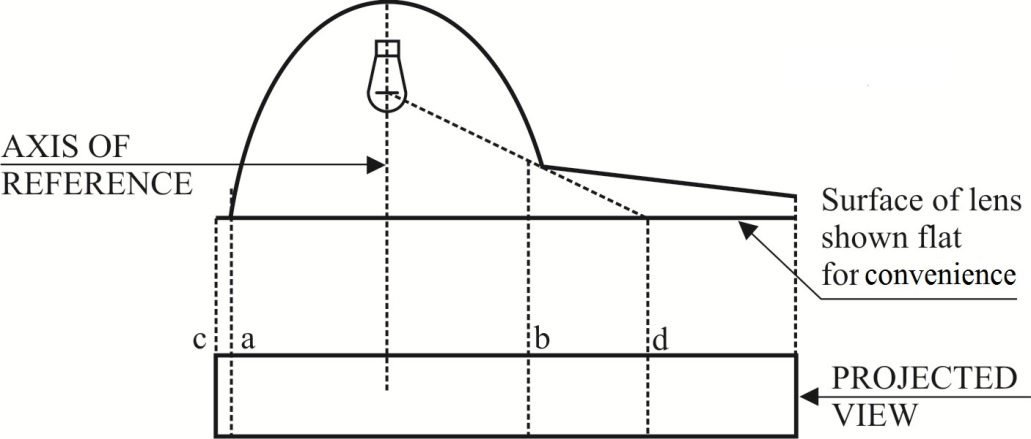 AXIS OF
REFERENCE
Surface of lens
shown flat
for convenience
c a b d
PROJECTED
VIEW